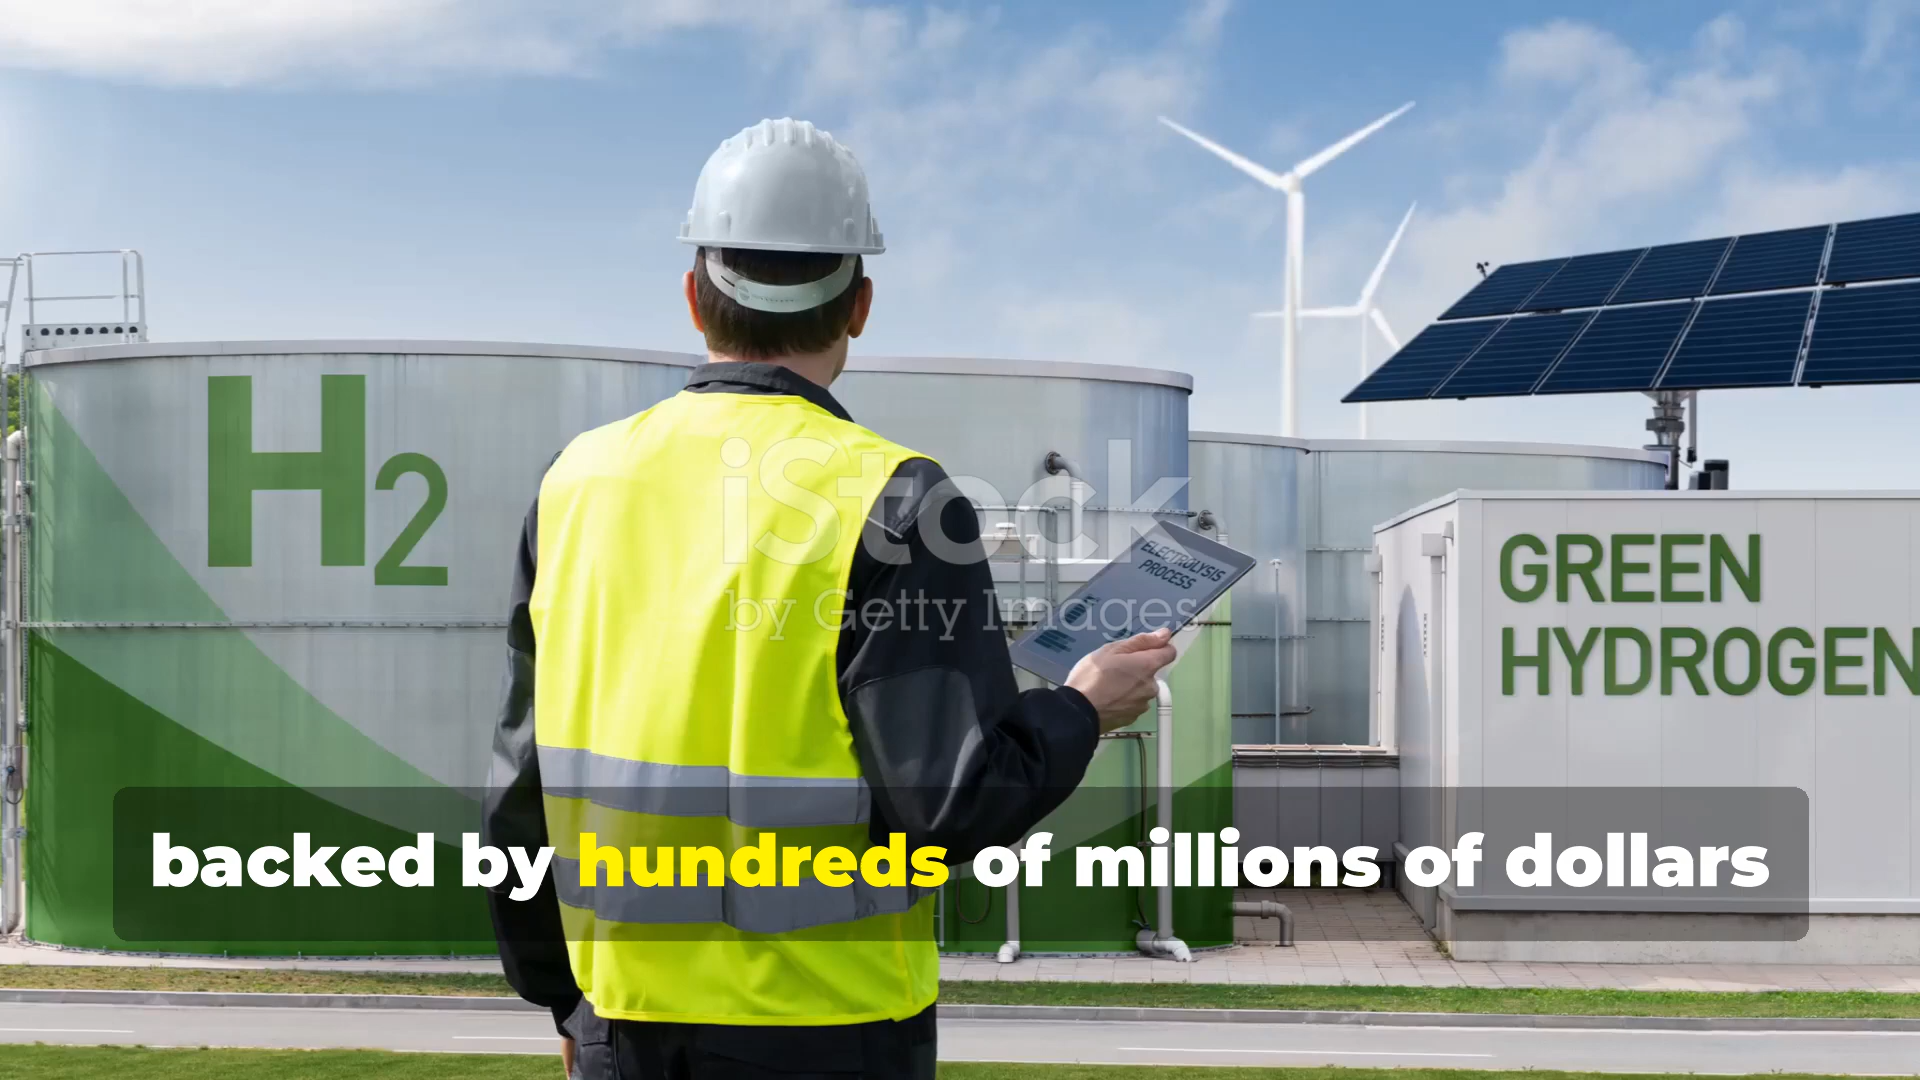 H2
iStock
by Getty Images
ELECTROLYSIS
PROCESS
GREEN
HYDROGEN
backed by hundreds of millions of dollars